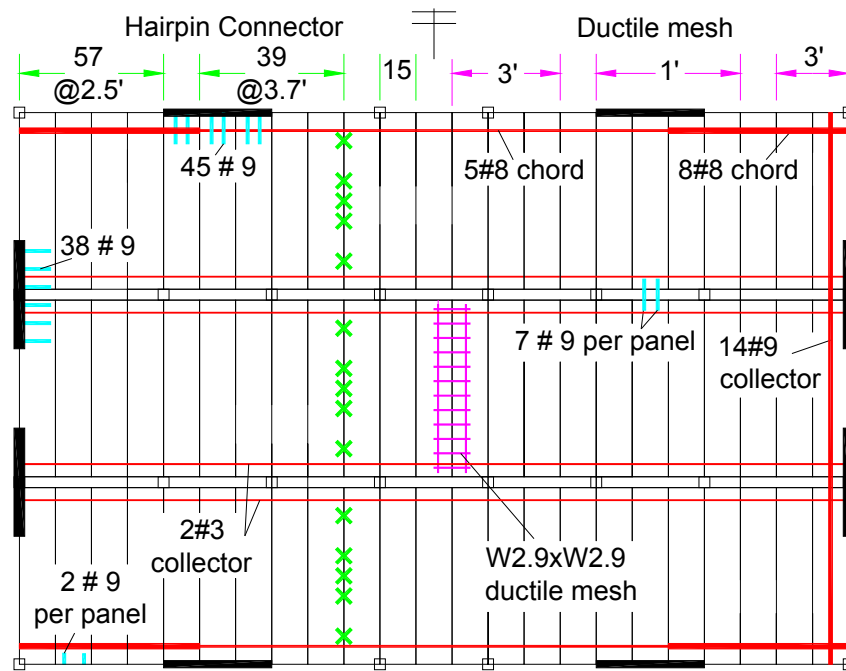 Hairpin Connector
Ductile mesh
57
@2.5'
39
@3.7'
15
3'
1'
3'
45 # 9
5#8 chord
8#8 chord
38 # 9
7 # 9 per panel
14#9
collector
2#3
collector
W2.9xW2.9
ductile mesh
2 # 9
per panel